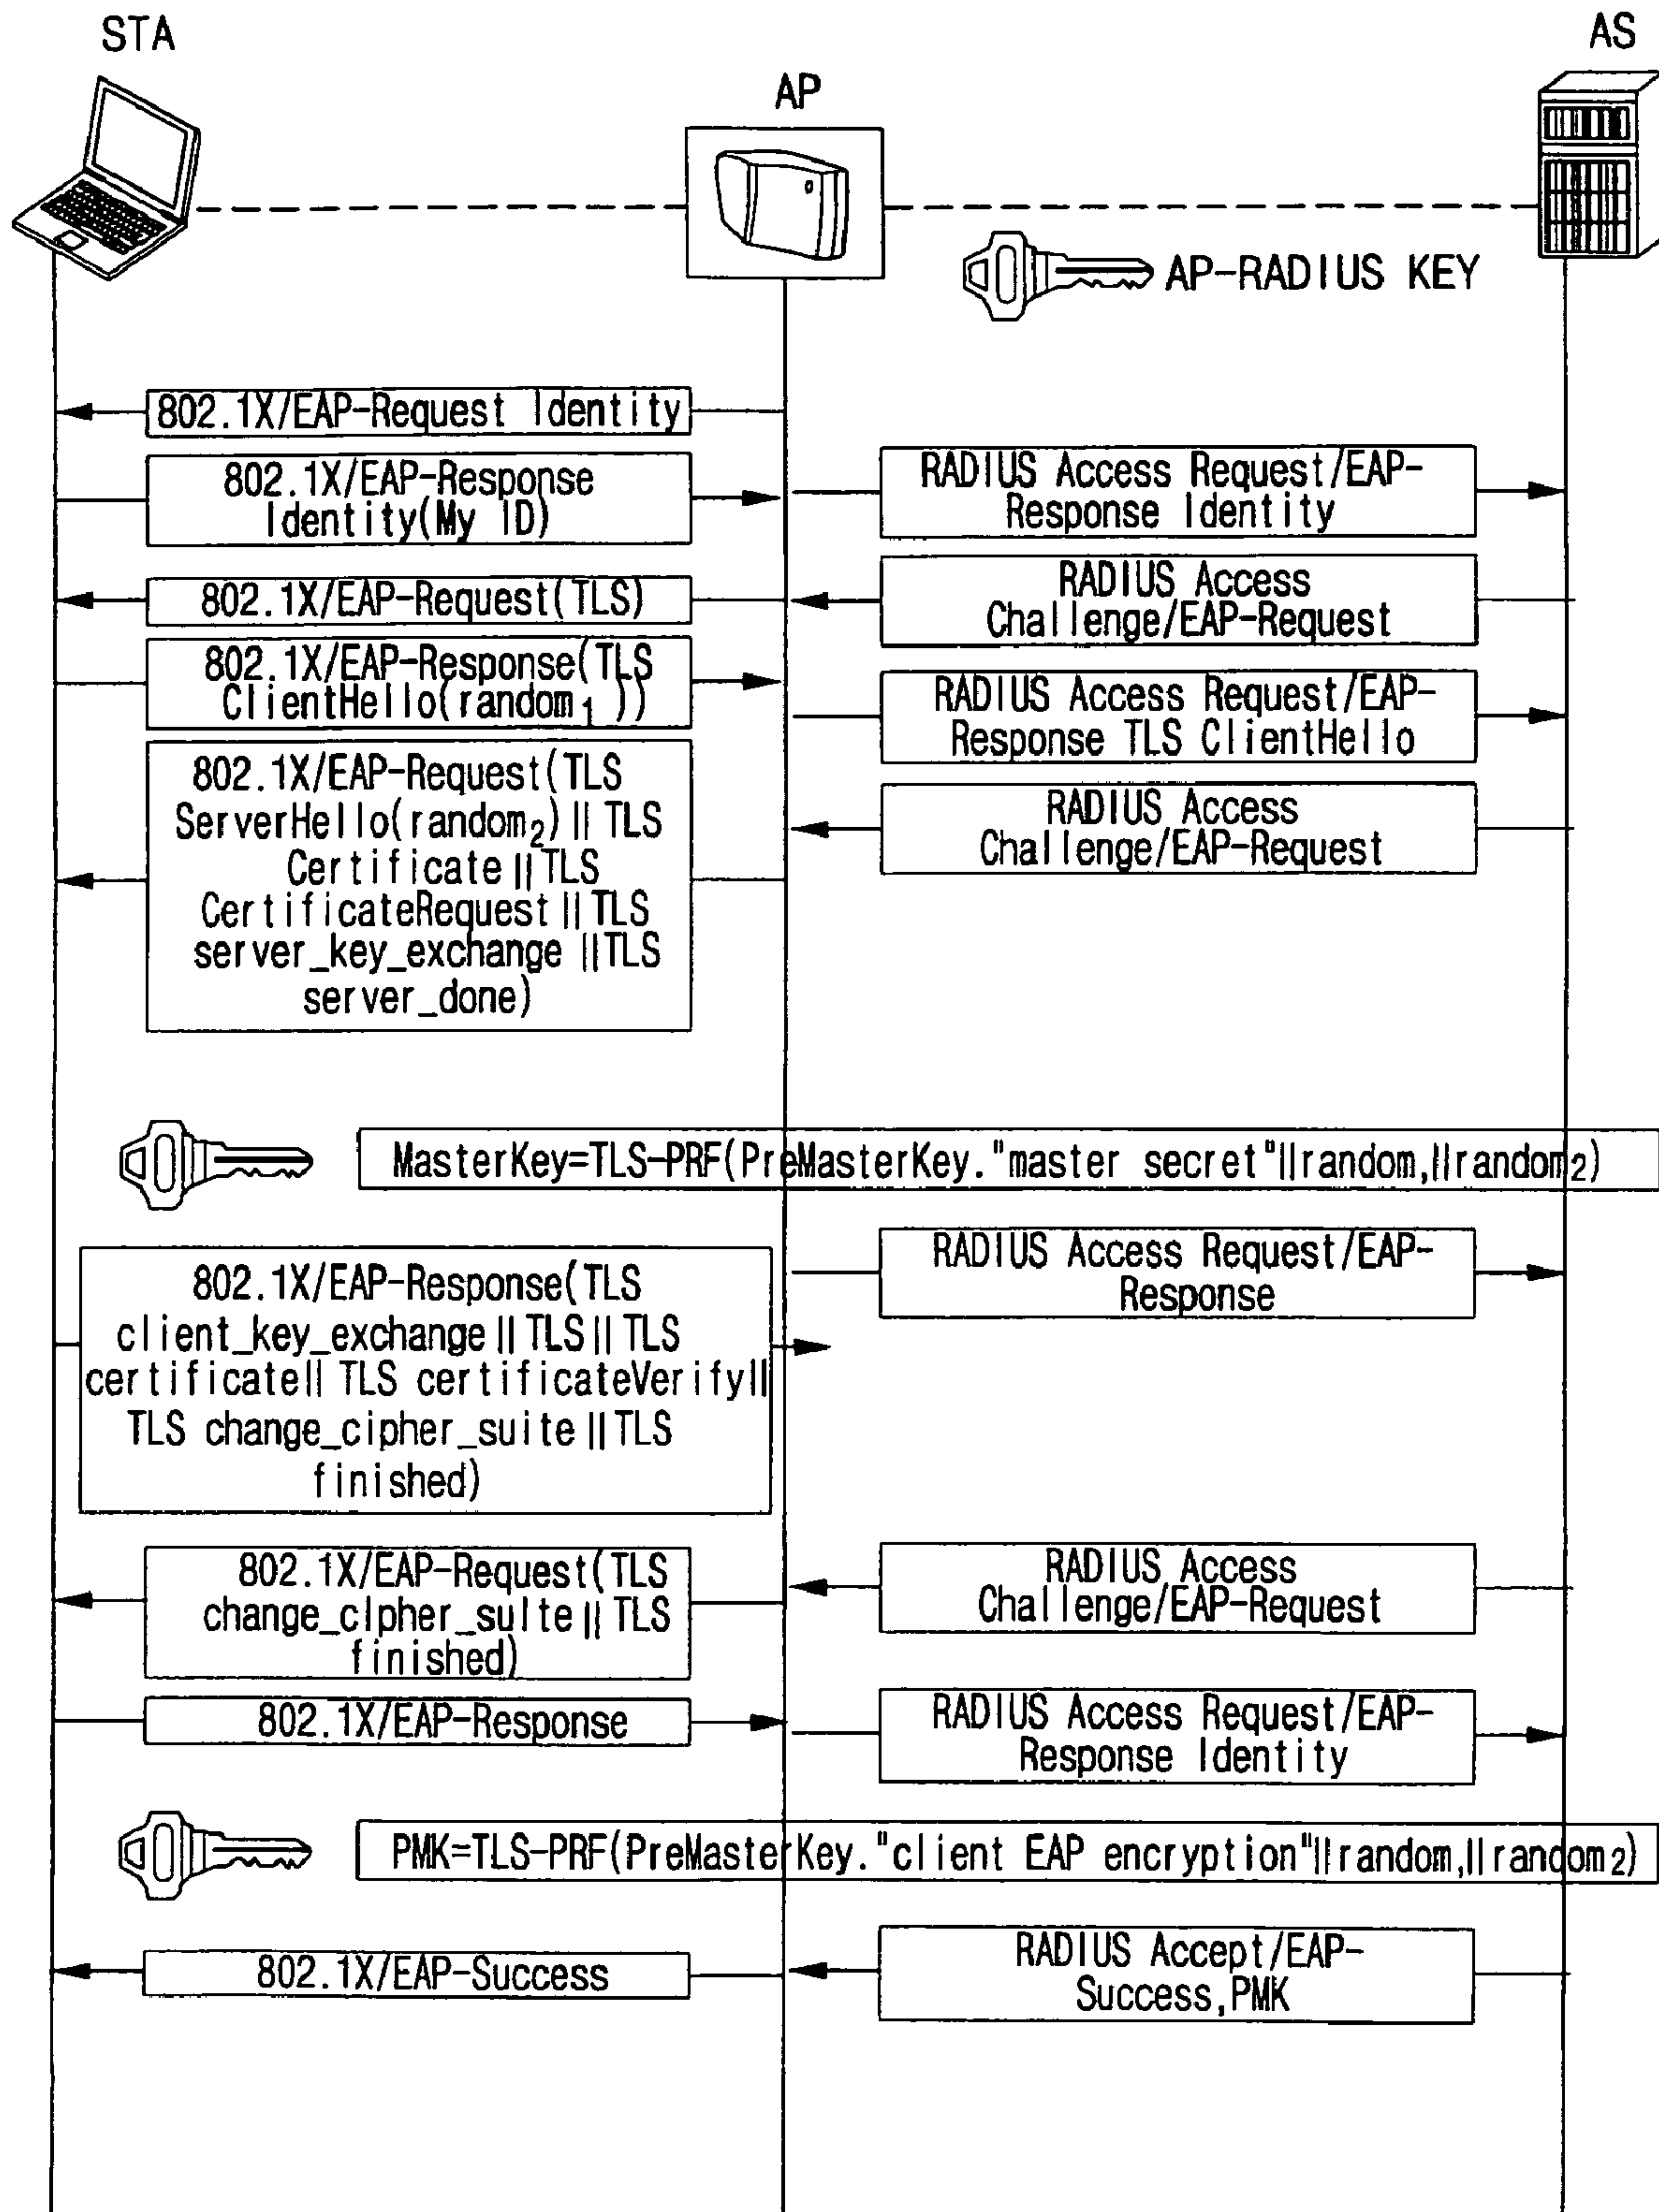 STA
AP
AS
AP-RADIUS KEY
802.1X/EAP-Request Identity
802.1X/EAP-Response
Identity(My ID)
RADIUS Access Request/EAP-
Response Identity
802.1X/EAP-Request(TLS)
RADIUS Access
Challenge/EAP-Request
802.1X/EAP-Response(TLS
ClientHello(random₁ ))
RADIUS Access Request/EAP-
Response TLS ClientHello
802.1X/EAP-Request(TLS
ServerHello(random₂)||TLS
Certificate||TLS
CertificateRequest||TLS
server_key_exchange ||TLS
server_done)
RADIUS Access
Challenge/EAP-Request
MasterKey=TLS-PRF(PreMasterKey."master secret"||random,||random₂)
802.1X/EAP-Response(TLS
client_key_exchange||TLS||TLS
certificate|| TLS certificateVerify||
TLS change_cipher_suite||TLS
finished)
RADIUS Access Request/EAP-
Response
802.1X/EAP-Request(TLS
change_cipher_suite||TLS
finished)
RADIUS Access
Challenge/EAP-Request
802.1X/EAP-Response
RADIUS Access Request/EAP-
Response Identity
PMK=TLS-PRF(PreMasterKey."client EAP encryption"||random,||random₂)
802.1X/EAP-Success
RADIUS Accept/EAP-
Success,PMK